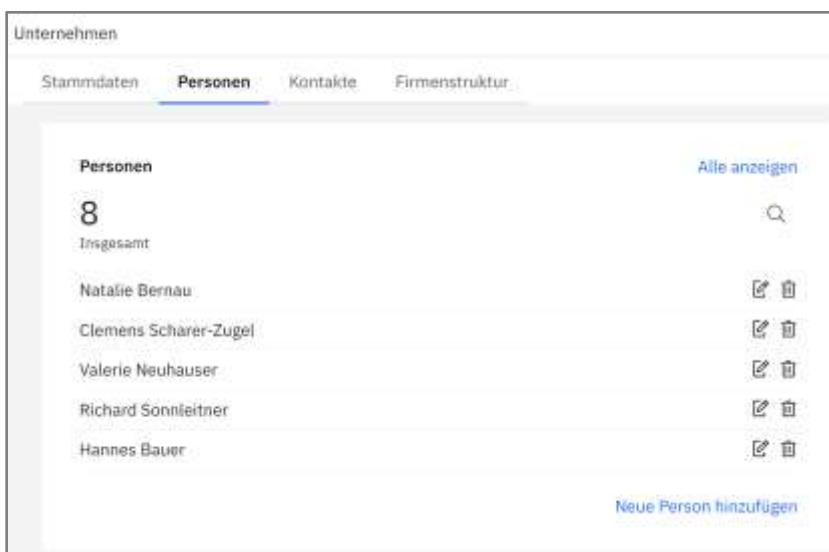 Unternehmen
Stammdaten Personen Kontakte Firmenstruktur
Personen Alle anzeigen
8
Insgesamt
Natalie Bernau
Clemens Scharer-Zugel
Valerie Neuhauser
Richard Sonnleitner
Hannes Bauer
Neue Person hinzufügen